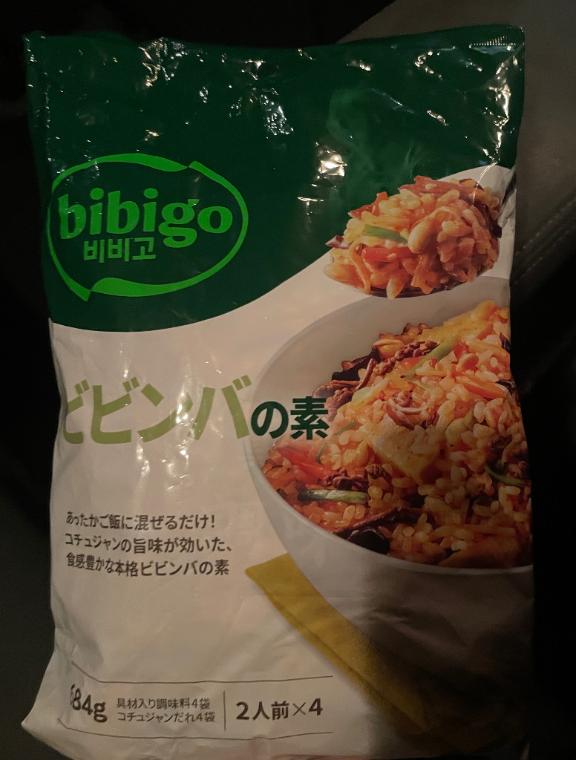 bibigo
비비고
ビビンバの素
あったかご飯に混ぜるだけ!
コチュジャンの旨味が効いた、
食感豊かな本格ビビンバの素
84g
具材入り調味料4袋
コチュジャンだれ4袋
2人前×4